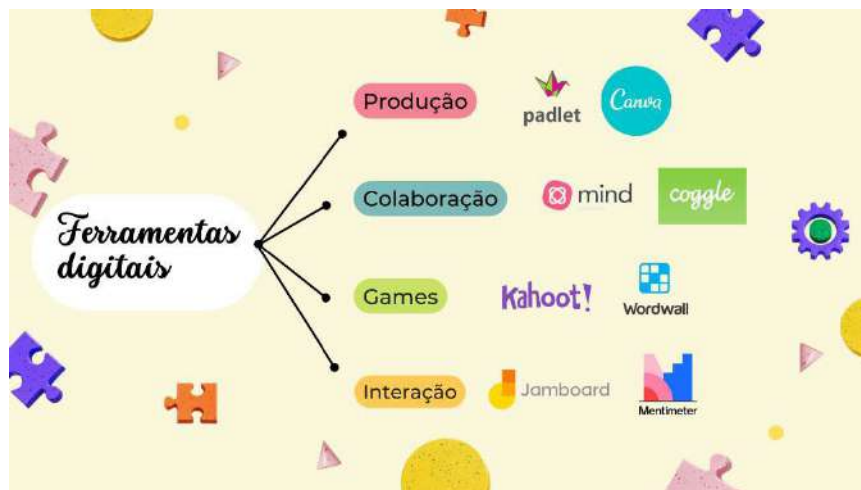 Ferramentas
digitais
Produção
padlet
Canva
Colaboração
mind
coggle
Games
Kahoot!
Wordwall
Interação
Jamboard
Mentimeter